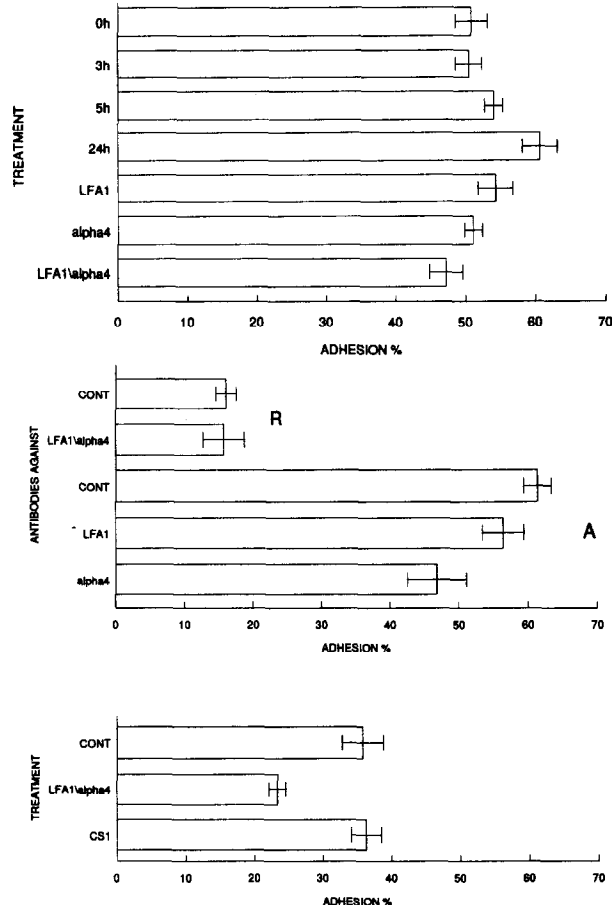 TREATMENT
0h
3h
5h
24h
LFA1
alpha4
LFA1\alpha4
0 10 20 30 40 50 60 70
ADHESION %
ANTIBODIES AGAINST
CONT
R
LFA1\alpha4
CONT
LFA1
A
alpha4
0 10 20 30 40 50 60 70
ADHESION %
TREATMENT
CONT
LFA1\alpha4
CS1
0 10 20 30 40 50 60 70
ADHESION %